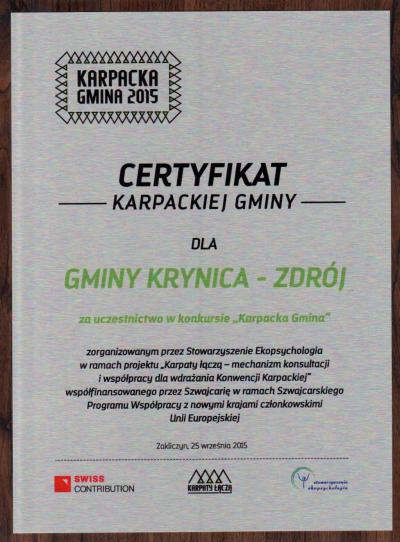 KARPACKA
GMINA 2015
CERTYFIKAT
KARPACKIEJ GMINY
DLA
GMINY KRYNICA - ZDRÓJ
za uczestnictwo w konkursie „Karpacka Gmina"
zorganizowanym przez Stowarzyszenie Ekopsychologia
w ramach projektu „Karpaty łączą – mechanizm konsultacji
i współpracy dla wdrażania Konwencji Karpackiej"
współfinansowanego przez Szwajcarię w ramach Szwajcarskiego
Programu Współpracy z nowymi krajami członkowskimi
Unii Europejskiej
Zakliczyn, 25 września 2015
SWISS
CONTRIBUTION
KARPATY ŁĄCZĄ
stowarzyszenie
ekopsychologia